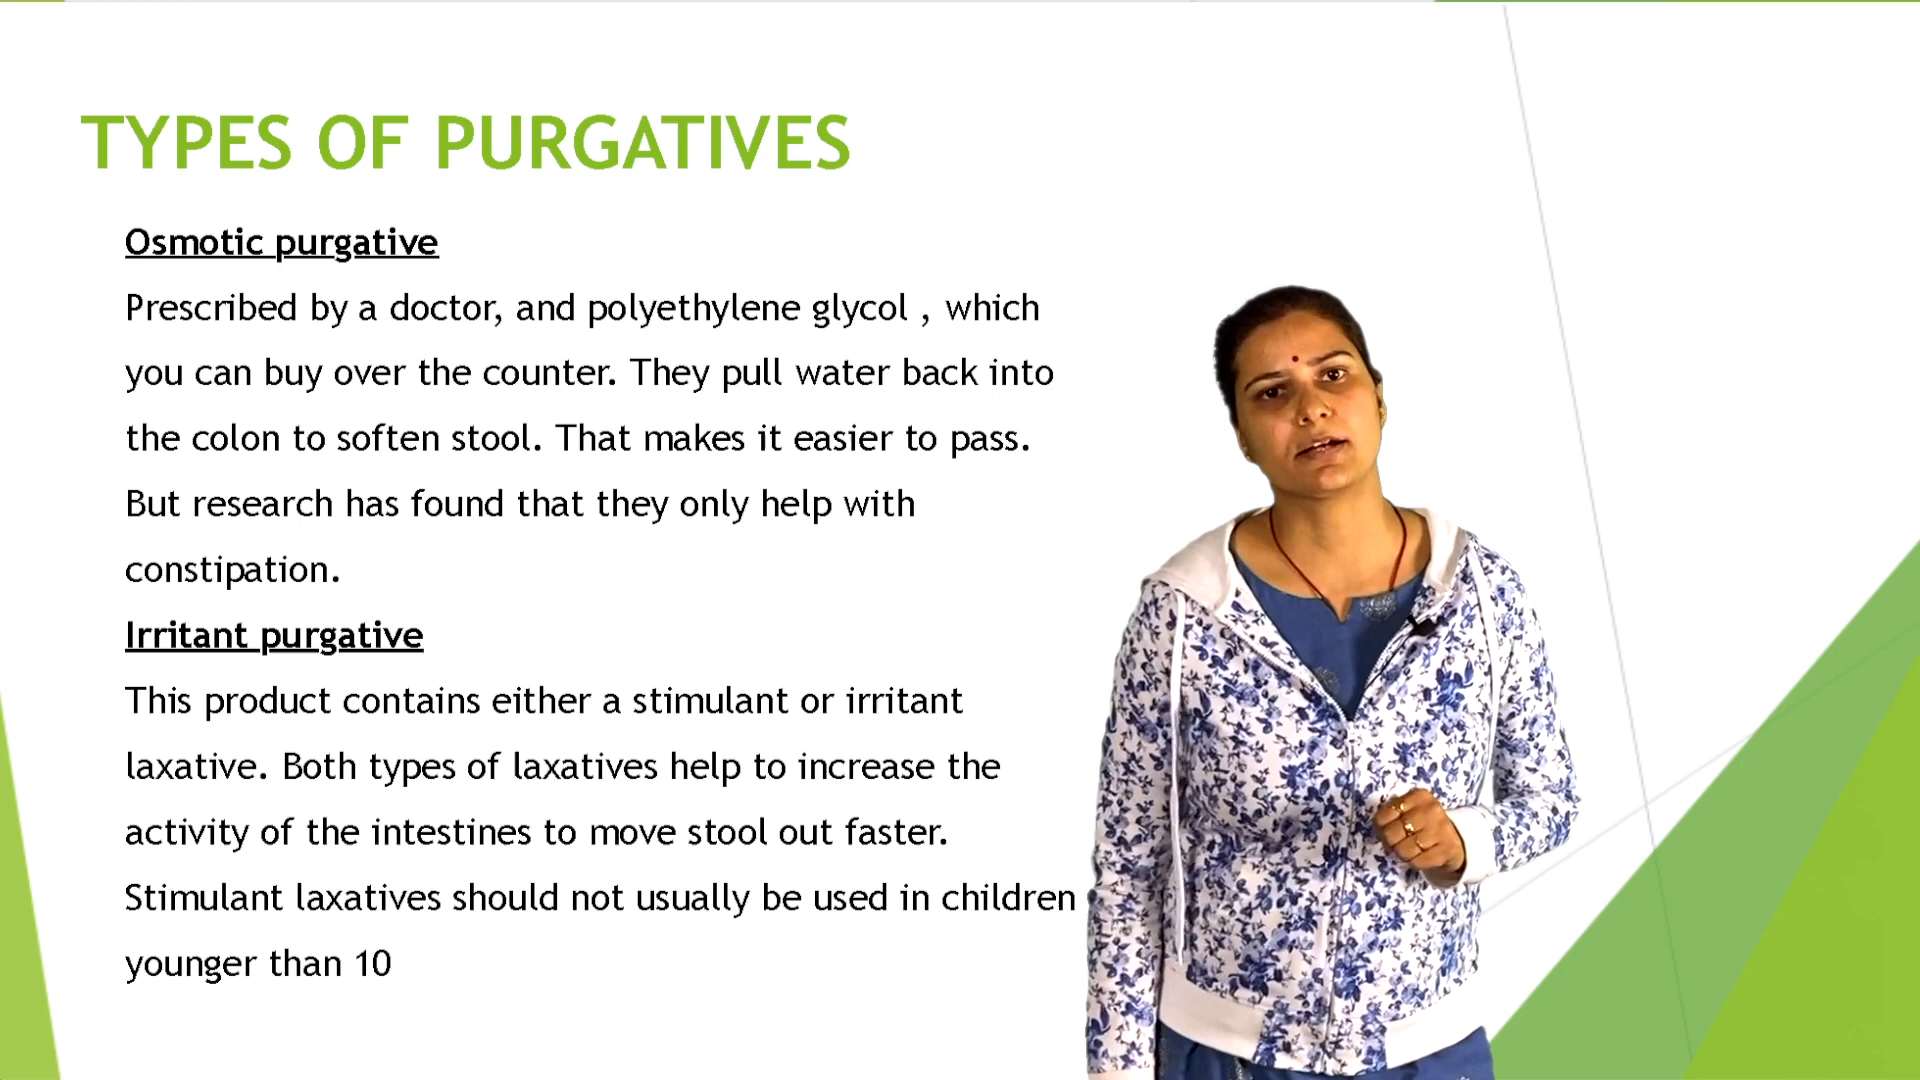 TYPES OF PURGATIVES
Osmotic purgative
Prescribed by a doctor, and polyethylene glycol , which
you can buy over the counter. They pull water back into
the colon to soften stool. That makes it easier to pass.
But research has found that they only help with
constipation.
Irritant purgative
This product contains either a stimulant or irritant
laxative. Both types of laxatives help to increase the
activity of the intestines to move stool out faster.
Stimulant laxatives should not usually be used in children
younger than 10